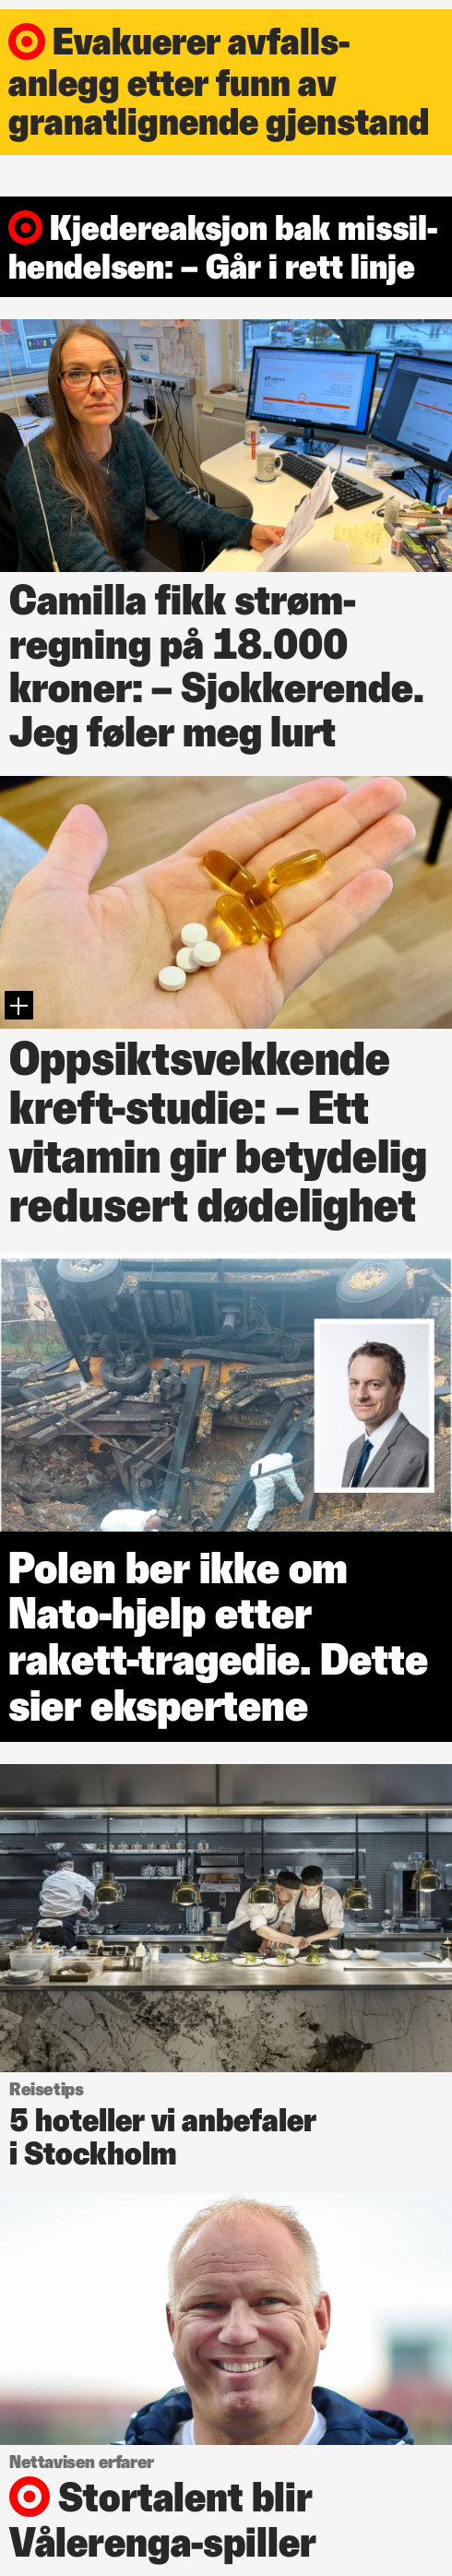 Evakuerer avfalls-
anlegg etter funn av
granatlignende gjenstand
Kjedereaksjon bak missil-
hendelsen: – Går i rett linje
Camilla fikk strøm-
regning på 18.000
kroner: – Sjokkerende.
Jeg føler meg lurt
Oppsiktsvekkende
kreft-studie: – Ett
vitamin gir betydelig
redusert dødelighet
Polen ber ikke om
Nato-hjelp etter
rakett-tragedie. Dette
sier ekspertene
Reisetips
5 hoteller vi anbefaler
i Stockholm
Nettavisen erfarer
Stortalent blir
Vålerenga-spiller